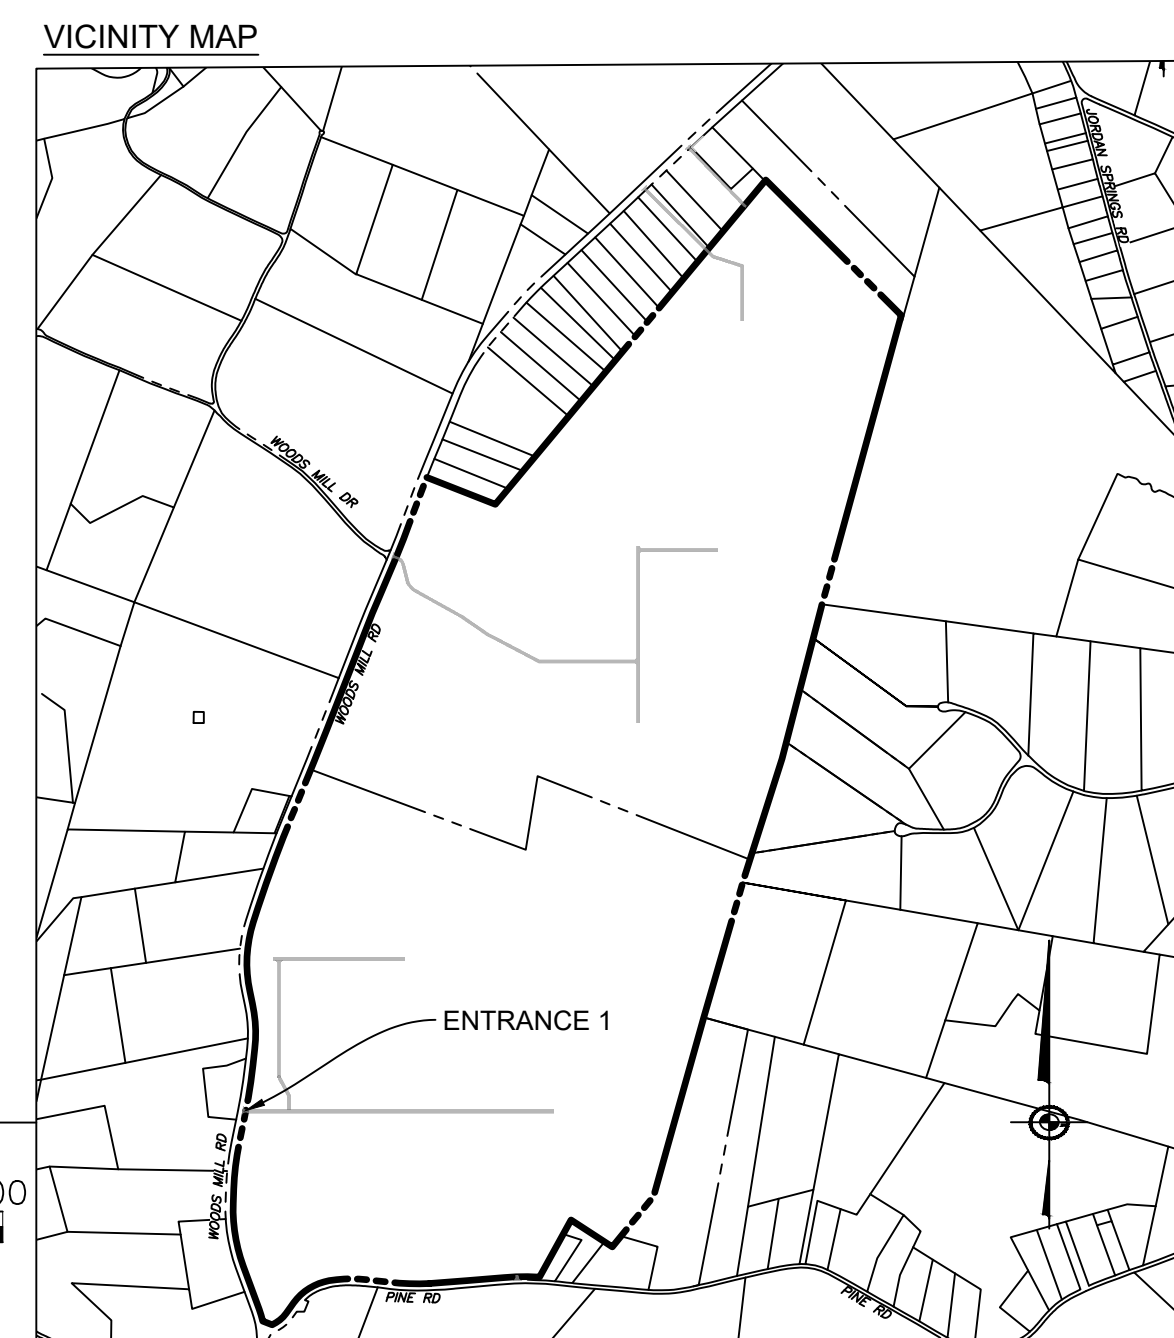 VICINITY MAP
JORDAN SPRINGS RD
WOODS MILL DR
WOODS MILL RD
ENTRANCE 1
WOODS MILL RD
00
PINE RD
PINE RD